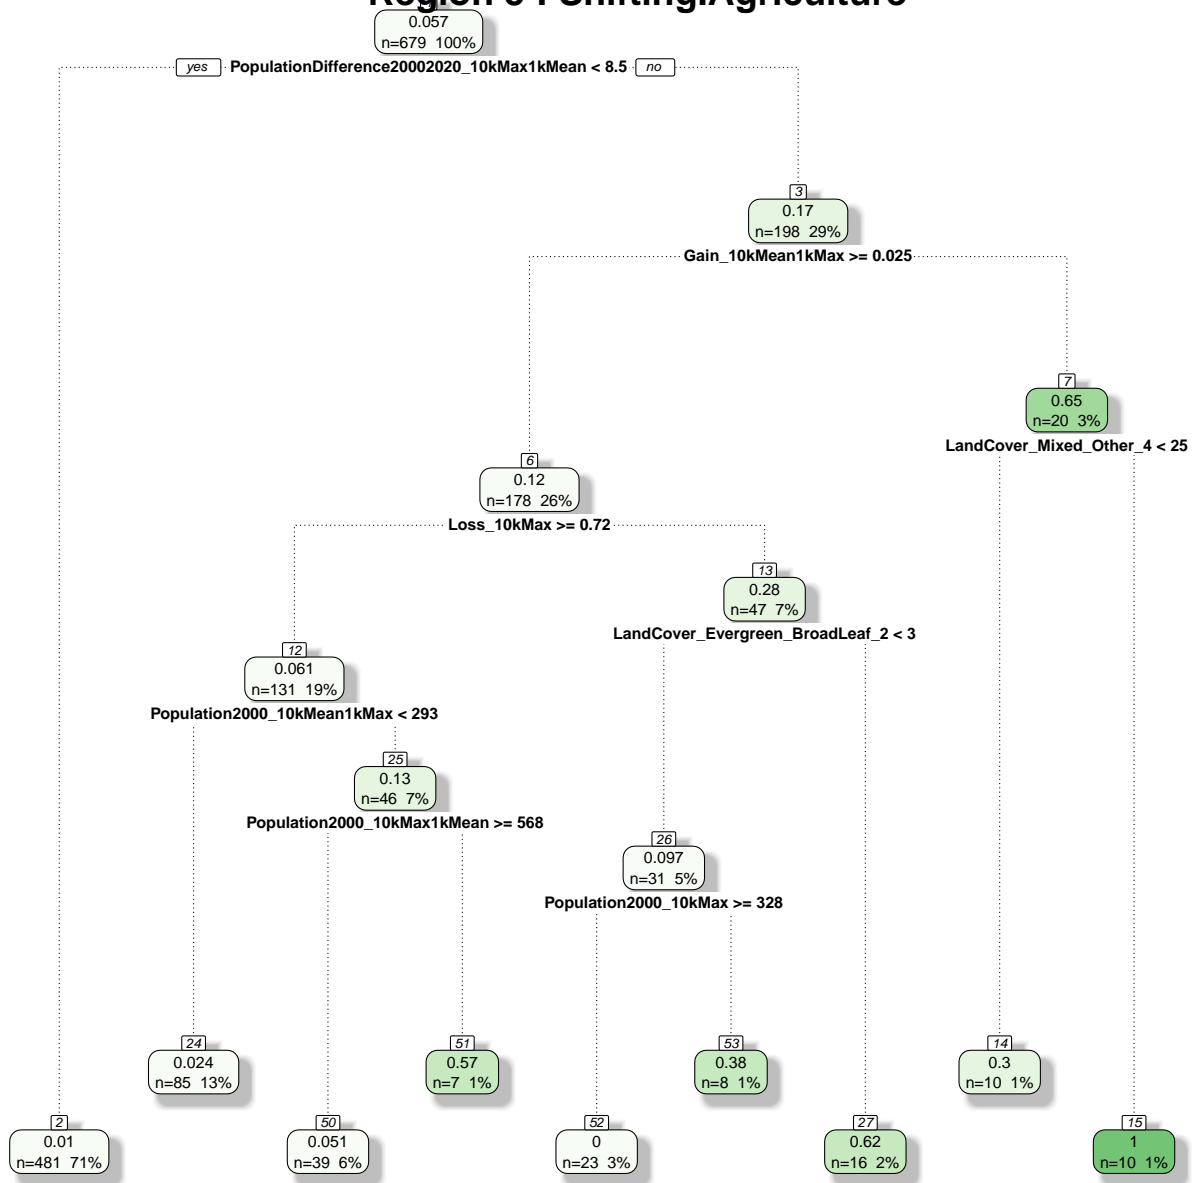 Region 3 : Shifting.Agriculture
0.057
n=679 100%
yes PopulationDifference20002020_10kMax1kMean < 8.5 no
3
0.17
n=198 29%
Gain_10kMean1kMax >= 0.025
7
0.65
n=20 3%
LandCover_Mixed_Other_4 < 25
6
0.12
n=178 26%
Loss_10kMax >= 0.72
13
0.28
n=47 7%
LandCover_Evergreen_BroadLeaf_2 < 3
12
0.061
n=131 19%
Population2000_10kMean1kMax < 293
25
0.13
n=46 7%
Population2000_10kMax1kMean >= 568
26
0.097
n=31 5%
Population2000_10kMax >= 328
24
0.024
n=85 13%
51
0.57
n=7 1%
53
0.38
n=8 1%
14
0.3
n=10 1%
2
0.01
n=481 71%
50
0.051
n=39 6%
52
0
n=23 3%
27
0.62
n=16 2%
15
1
n=10 1%